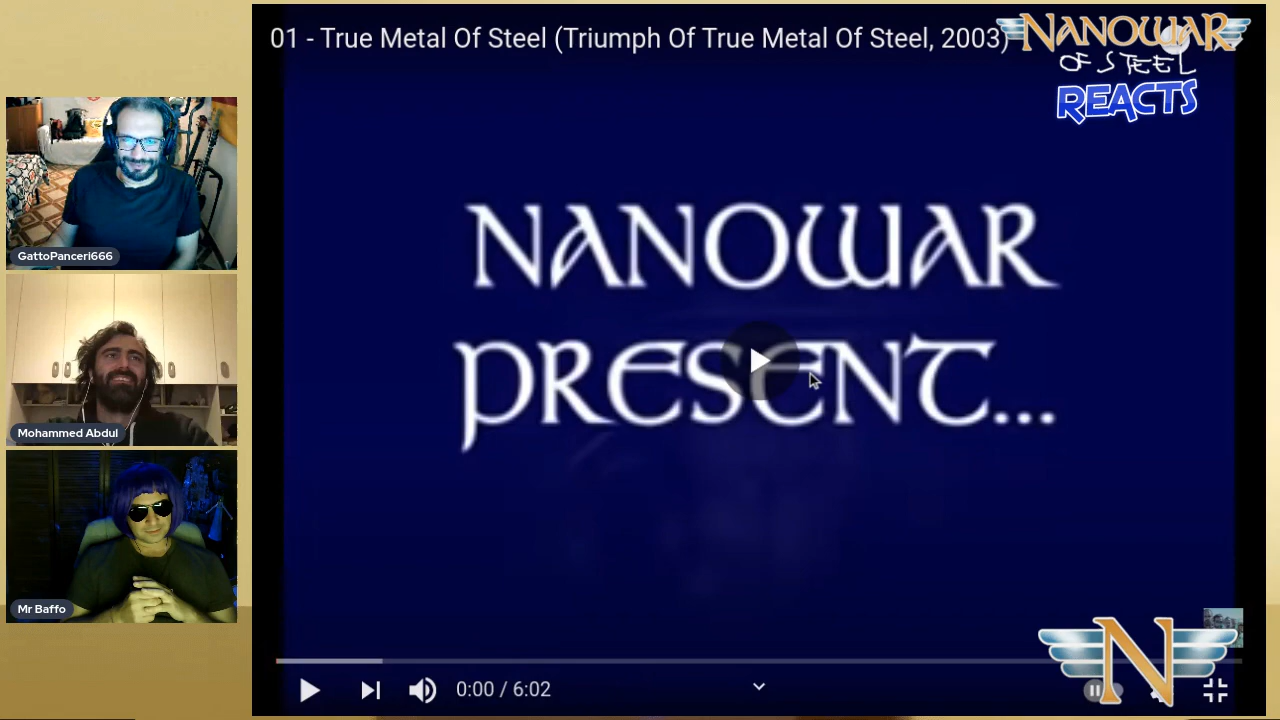 01 - True Metal Of Steel (Triumph Of True Metal Of Steel, 2003)
NANOWAR
OF STEEL
REACTS
NANOWAR
PRESENT...
GattoPanceri666
Mohammed Abdul
Mr Baffo
0:00 / 6:02
N